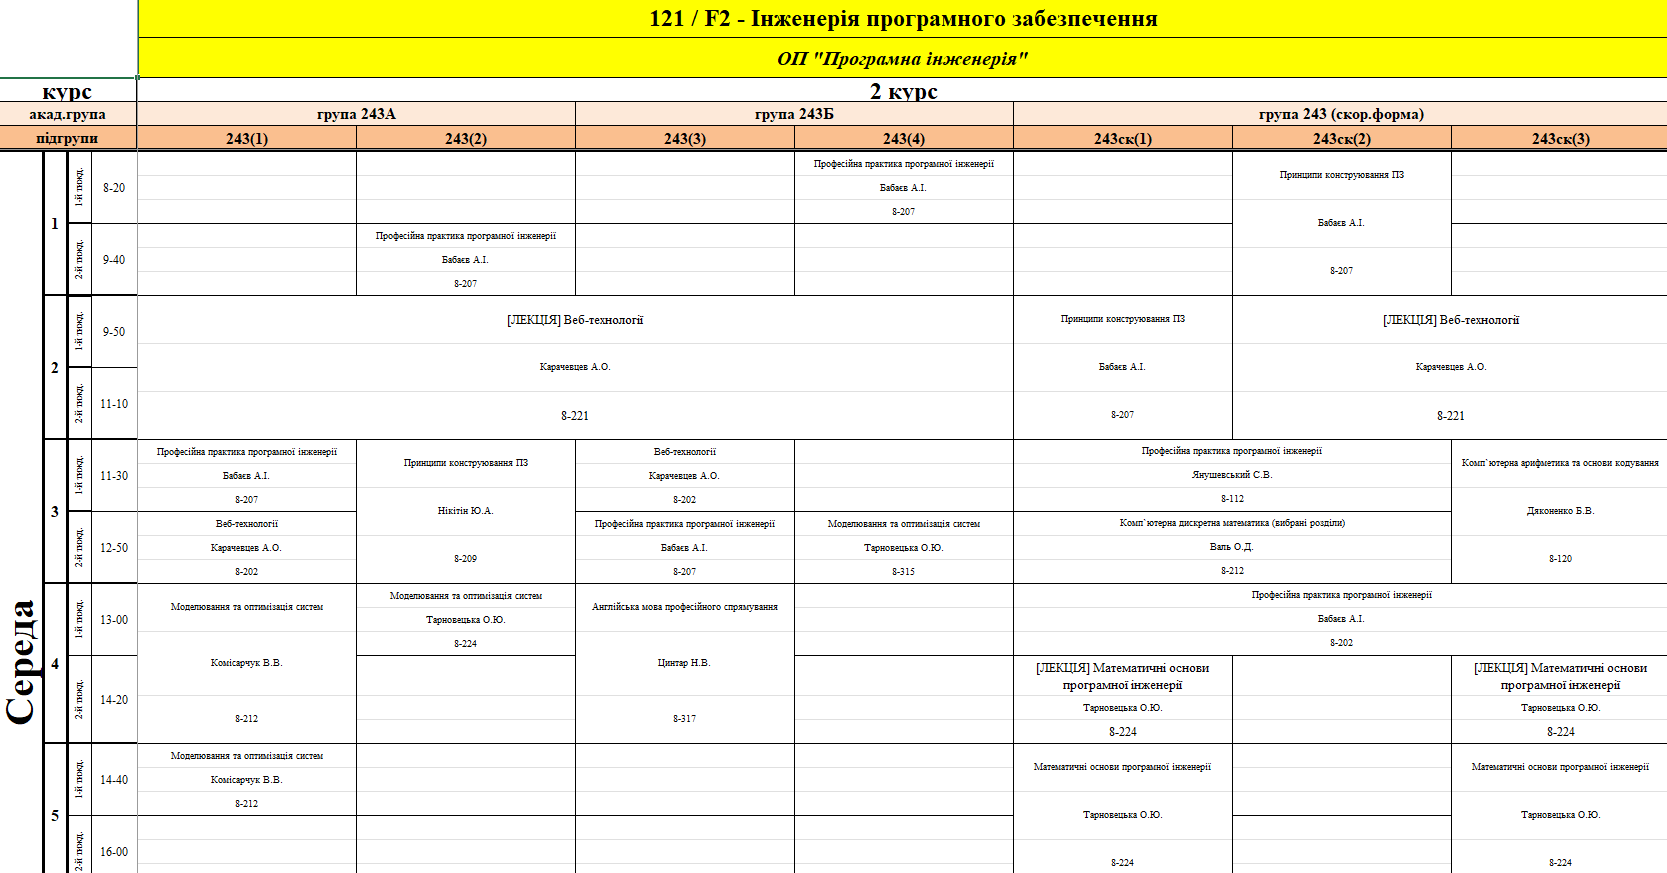 121 / F2 - Інженерія програмного забезпечення
ОП "Програмна інженерія"
курс 2 курс
акад.група група 243А група 243Б група 243 (скор.форма)
підгрупи 243(1) 243(2) 243(3) 243(4) 243ск(1) 243ск(2) 243ск(3)
Середа
1
1-й тижд. 8-20
Професійна практика програмної інженерії
Бабаєв А.І.
8-207
Принципи конструювання ПЗ
Бабаєв А.І.
8-207
2-й тижд. 9-40
Професійна практика програмної інженерії
Бабаєв А.І.
8-207
2
1-й тижд. 9-50
2-й тижд. 11-10
[ЛЕКЦІЯ] Веб-технології
Карачевцев А.О.
8-221
Принципи конструювання ПЗ
Бабаєв А.І.
8-207
[ЛЕКЦІЯ] Веб-технології
Карачевцев А.О.
8-221
3
1-й тижд. 11-30
Професійна практика програмної інженерії
Бабаєв А.І.
8-207
Принципи конструювання ПЗ
Нікітін Ю.А.
8-209
Веб-технології
Карачевцев А.О.
8-202
Професійна практика програмної інженерії
Янушевський С.В.
8-112
Комп`ютерна арифметика та основи кодування
Дяконенко Б.В.
8-120
2-й тижд. 12-50
Веб-технології
Карачевцев А.О.
8-202
Професійна практика програмної інженерії
Бабаєв А.І.
8-207
Моделювання та оптимізація систем
Тарновецька О.Ю.
8-315
Комп`ютерна дискретна математика (вибрані розділи)
Валь О.Д.
8-212
4
1-й тижд. 13-00
Моделювання та оптимізація систем
Комісарчук В.В.
8-212
Моделювання та оптимізація систем
Тарновецька О.Ю.
8-224
Англійська мова професійного спрямування
Цинтар Н.В.
8-317
Професійна практика програмної інженерії
Бабаєв А.І.
8-202
2-й тижд. 14-20
[ЛЕКЦІЯ] Математичні основи
програмної інженерії
Тарновецька О.Ю.
8-224
[ЛЕКЦІЯ] Математичні основи
програмної інженерії
Тарновецька О.Ю.
8-224
5
1-й тижд. 14-40
Моделювання та оптимізація систем
Комісарчук В.В.
8-212
Математичні основи програмної інженерії
Тарновецька О.Ю.
8-224
Математичні основи програмної інженерії
Тарновецька О.Ю.
8-224
2-й тижд. 16-00